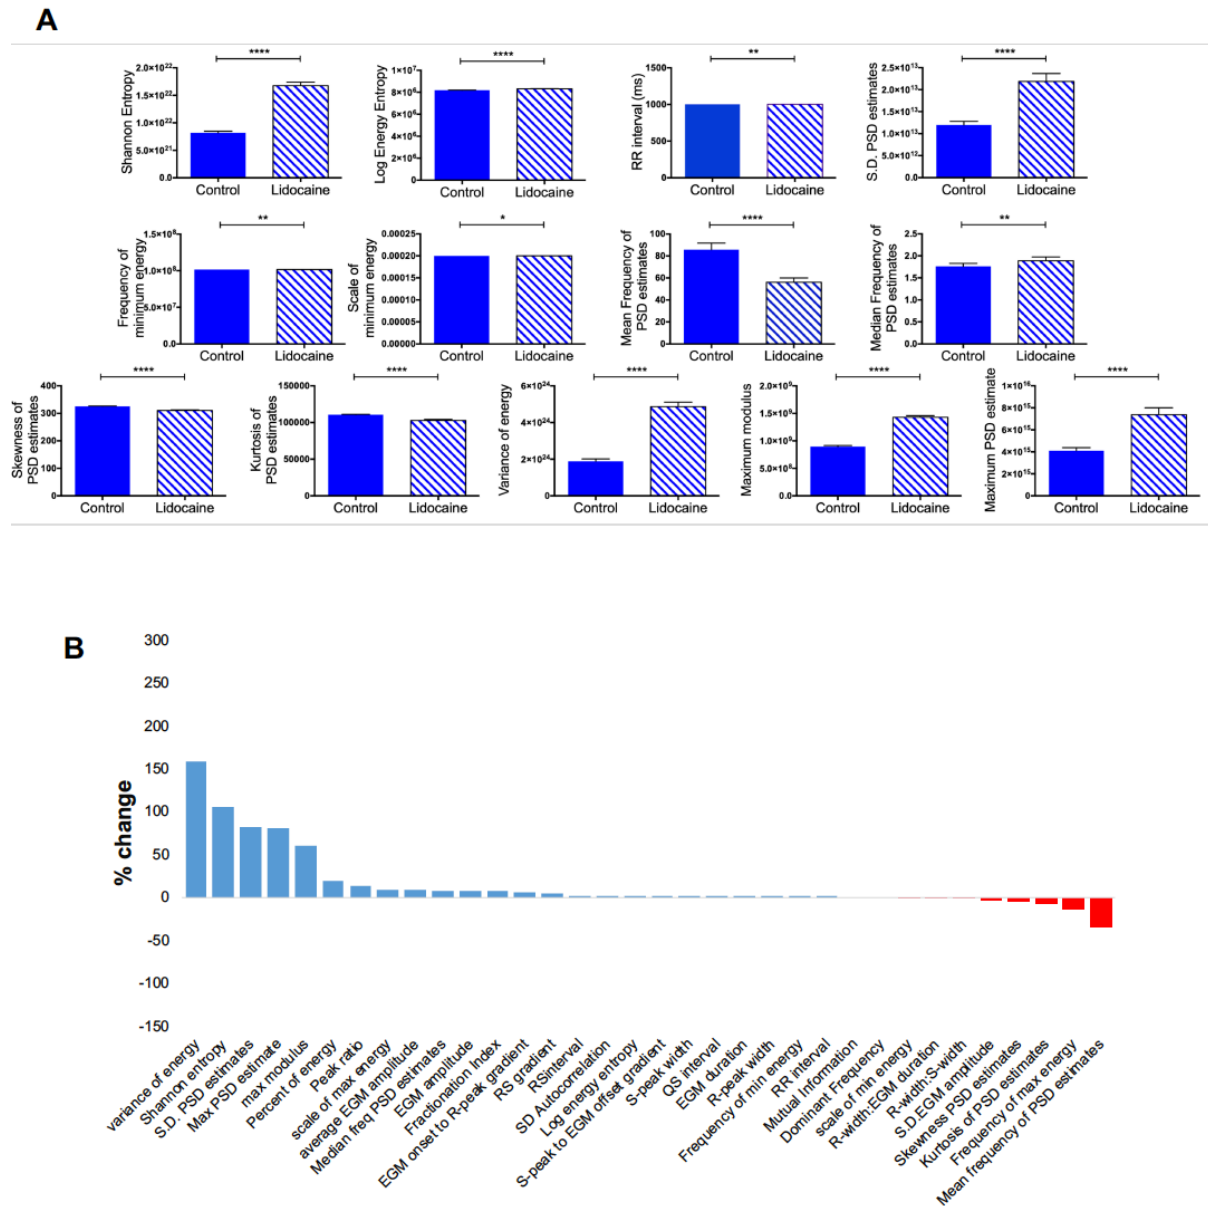 A
****
Shannon Entropy
2.0×10²²
1.5×10²²
1.0×10²²
5.0×10²¹
0.0
Control Lidocaine
****
Log Energy Entropy
1×10⁷
8×10⁶
6×10⁶
4×10⁶
2×10⁶
0
Control Lidocaine
**
RR interval (ms)
1500
1000
500
0
Control Lidocaine
****
S.D. PSD estimates
2.5×10¹³
2.0×10¹³
1.5×10¹³
1.0×10¹³
5.0×10¹²
0.0
Control Lidocaine
**
Frequency of
minimum energy
1.5×10⁸
1.0×10⁸
5.0×10⁷
0.0
Control Lidocaine
*
Scale of
minimum energy
0.00025
0.00020
0.00015
0.00010
0.00005
0.00000
Control Lidocaine
****
Mean Frequency of
PSD estimates
100
80
60
40
20
0
Control Lidocaine
**
Median Frequency of
PSD estimates
2.5
2.0
1.5
1.0
0.5
0.0
Control Lidocaine
****
Skewness of
PSD estimates
400
300
200
100
0
Control Lidocaine
****
Kurtosis of
PSD estimates
150000
100000
50000
0
Control Lidocaine
****
Variance of energy
6×10²⁴
4×10²⁴
2×10²⁴
0
Control Lidocaine
****
Maximum modulus
2.0×10⁹
1.5×10⁹
1.0×10⁹
5.0×10⁸
0.0
Control Lidocaine
****
Maximum PSD estimate
1×10¹⁶
8×10¹⁵
6×10¹⁵
4×10¹⁵
2×10¹⁵
0
Control Lidocaine
B
% change
300
250
200
150
100
50
0
-50
-100
-150
variance of energy
Shannon entropy
S.D. PSD estimates
Max PSD estimate
max modulus
Percent of energy
Peak ratio
scale of max energy
average EGM amplitude
Median freq PSD estimates
EGM amplitude
Fractionation Index
EGM onset to R-peak gradient
RS gradient
RSinterval
SD Autocorrelation
Log energy entropy
S-peak to EGM offset gradient
S-peak width
QS interval
EGM duration
R-peak width
Frequency of min energy
RR interval
Mutual Information
Dominant Frequency
scale of min energy
R-width:EGM duration
R-width:S-width
S.D.EGM amplitude
Skewness PSD estimates
Kurtosis of PSD estimates
Frequency of max energy
Mean frequency of PSD estimates